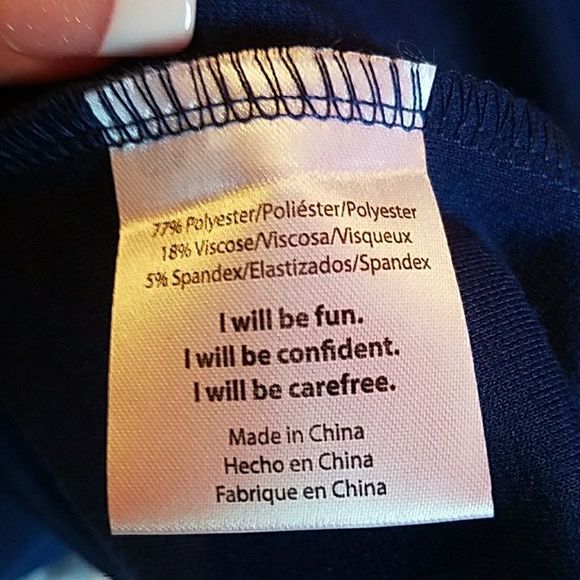 77% Polyester/Poliéster/Polyester
18% Viscose/Viscosa/Visqueux
5% Spandex/Elastizados/Spandex
I will be fun.
I will be confident.
I will be carefree.
Made in China
Hecho en China
Fabrique en China